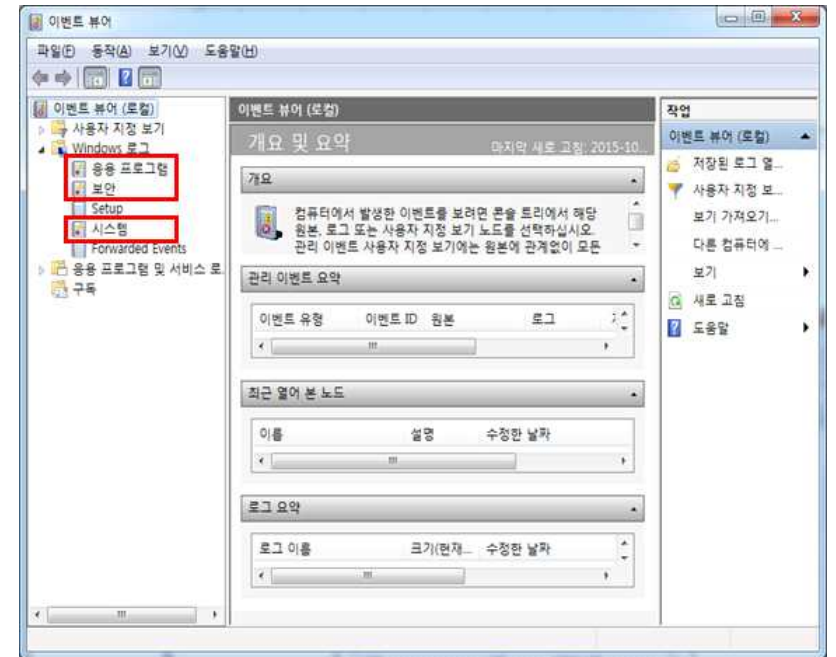 이벤트 뷰어
파일(F) 동작(A) 보기(V) 도움말(H)
이벤트 뷰어 (로컬)
사용자 지정 보기
Windows 로그
응용 프로그램
보안
Setup
시스템
Forwarded Events
응용 프로그램 및 서비스 로
구독
이벤트 뷰어 (로컬)
개요 및 요약 마지막 새로 고침: 2015-10...
개요
컴퓨터에서 발생한 이벤트를 보려면 콘솔 트리에서 해당
원본, 로그 또는 사용자 지정 보기 노드를 선택하십시오.
관리 이벤트 사용자 지정 보기에는 원본에 관계없이 모든
관리 이벤트 요약
이벤트 유형 이벤트 ID 원본 로그
최근 열어 본 노드
이름 설명 수정한 날짜
로그 요약
로그 이름 크기(현재... 수정한 날짜
작업
이벤트 뷰어 (로컬)
저장된 로그 열...
사용자 지정 보...
보기 가져오기...
다른 컴퓨터에 ...
보기
새로 고침
도움말